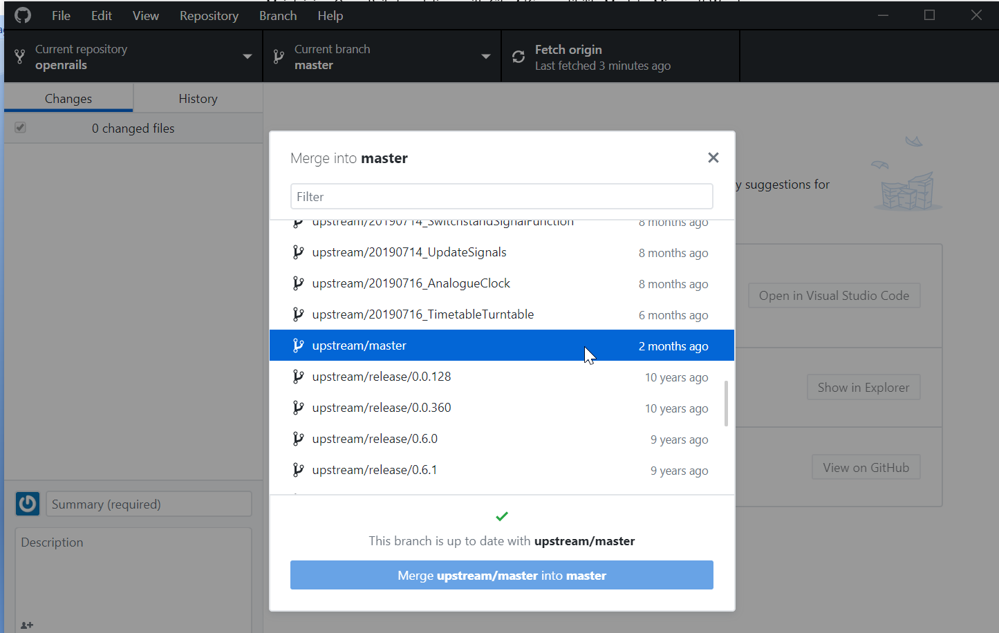 File Edit View Repository Branch Help
Current repository
openrails
Current branch
master
Fetch origin
Last fetched 3 minutes ago
Changes History
0 changed files
Merge into master
Filter
y suggestions for
upstream/20190714_SwitchstandSignalFunction 8 months ago
upstream/20190714_UpdateSignals 8 months ago
upstream/20190716_AnalogueClock 8 months ago
Open in Visual Studio Code
upstream/20190716_TimetableTurntable 6 months ago
upstream/master 2 months ago
upstream/release/0.0.128 10 years ago
Show in Explorer
upstream/release/0.0.360 10 years ago
upstream/release/0.6.0 9 years ago
upstream/release/0.6.1 9 years ago
View on GitHub
Summary (required)
Description
This branch is up to date with upstream/master
Merge upstream/master into master